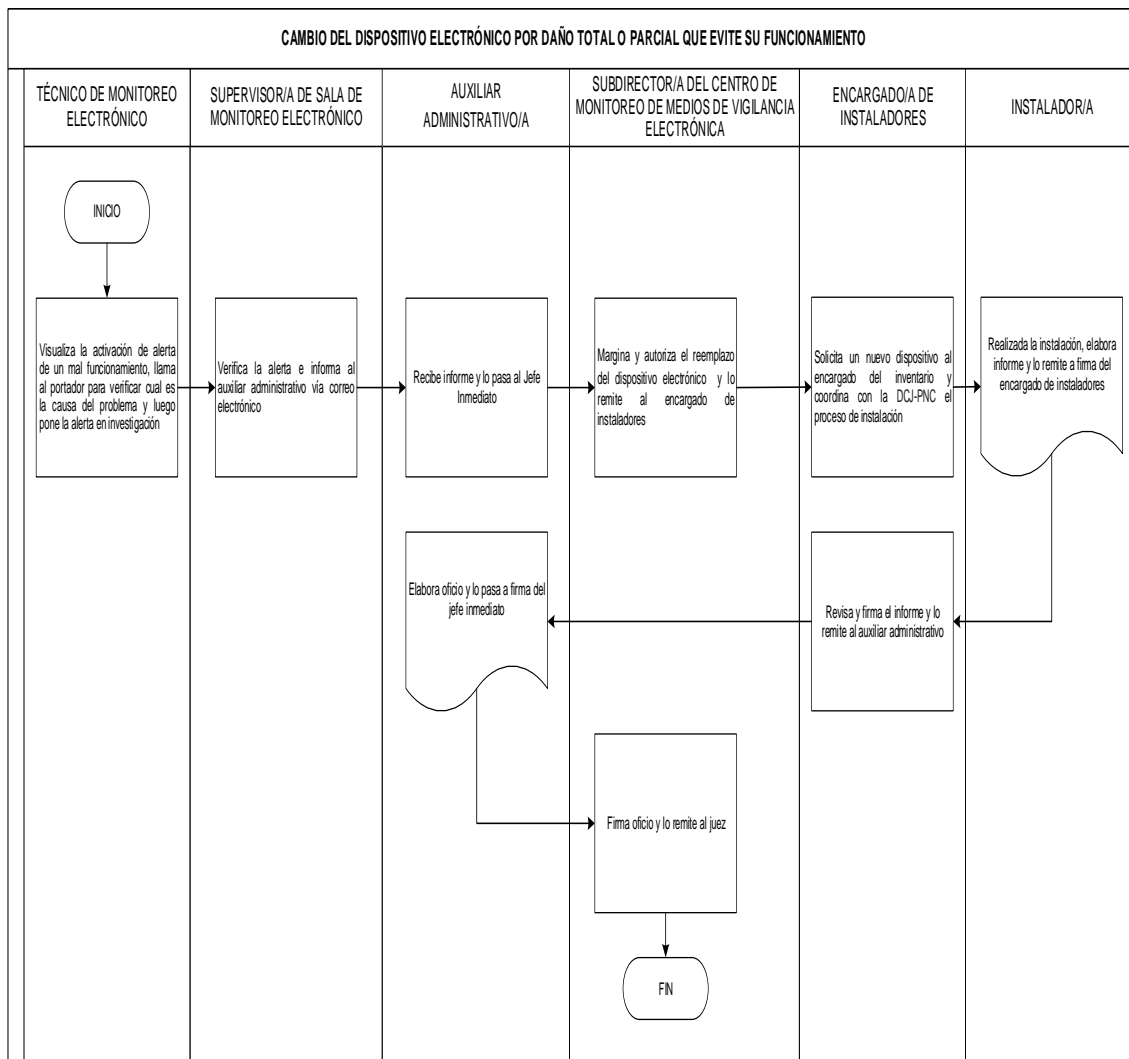 CAMBIO DEL DISPOSITIVO ELECTRÓNICO POR DAÑO TOTAL O PARCIAL QUE EVITE SU FUNCIONAMIENTO
TÉCNICO DE MONITOREO
ELECTRÓNICO
SUPERVISOR/A DE SALA DE
MONITOREO ELECTRÓNICO
AUXILIAR
ADMINISTRATIVO/A
SUBDIRECTOR/A DEL CENTRO DE
MONITOREO DE MEDIOS DE VIGILANCIA
ELECTRÓNICA
ENCARGADO/A DE
INSTALADORES
INSTALADOR/A
INICIO
Visualiza la activación de alerta
de un mal funcionamiento, llama
al portador para verificar cual es
la causa del problema y luego
pone la alerta en investigación
Verifica la alerta e informa al
auxiliar administrativo vía correo
electrónico
Recibe informe y lo pasa al Jefe
Inmediato
Margina y autoriza el reemplazo
del dispositivo electrónico y lo
remite al encargado de
instaladores
Solicita un nuevo dispositivo al
encargado del inventario y
coordina con la DCJ-PNC el
proceso de instalación
Realizada la instalación, elabora
informe y lo remite a firma del
encargado de instaladores
Elabora oficio y lo pasa a firma del
jefe inmediato
Revisa y firma el informe y lo
remite al auxiliar administrativo
Firma oficio y lo remite al juez
FIN